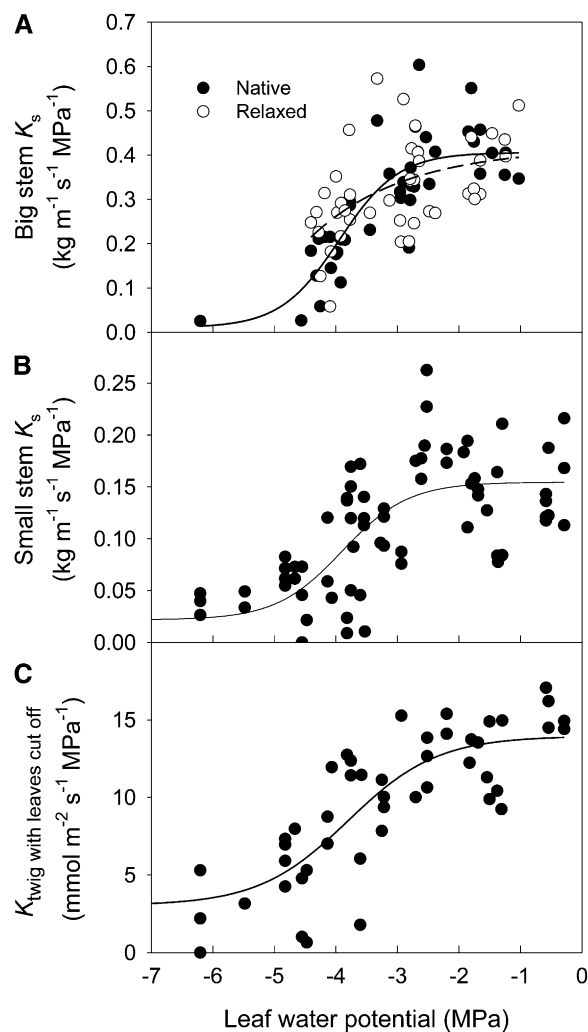 A
Big stem Ks
(kg m-1 s-1 MPa-1)
0.7
0.6
0.5
0.4
0.3
0.2
0.1
0.0
Native
Relaxed
B
Small stem Ks
(kg m-1 s-1 MPa-1)
0.25
0.20
0.15
0.10
0.05
0.00
C
Ktwig with leaves cut off
(mmol m-2 s-1 MPa-1)
15
10
5
0
-7 -6 -5 -4 -3 -2 -1 0
Leaf water potential (MPa)